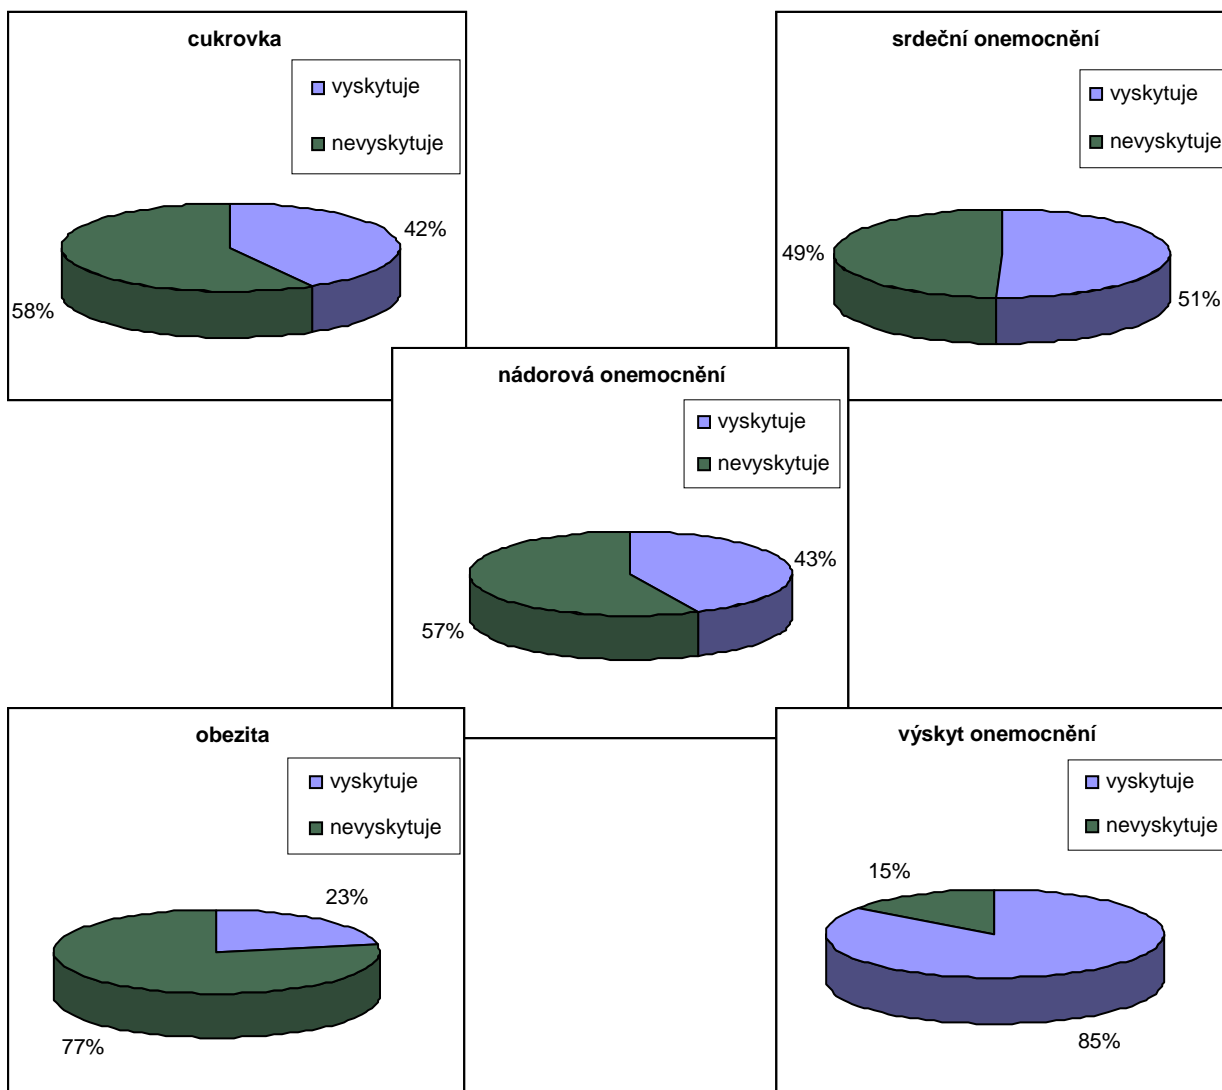 cukrovka
vyskytuje
nevyskytuje
42%
58%
srdeční onemocnění
vyskytuje
nevyskytuje
49%
51%
nádorová onemocnění
vyskytuje
nevyskytuje
43%
57%
obezita
vyskytuje
nevyskytuje
23%
77%
výskyt onemocnění
vyskytuje
nevyskytuje
15%
85%